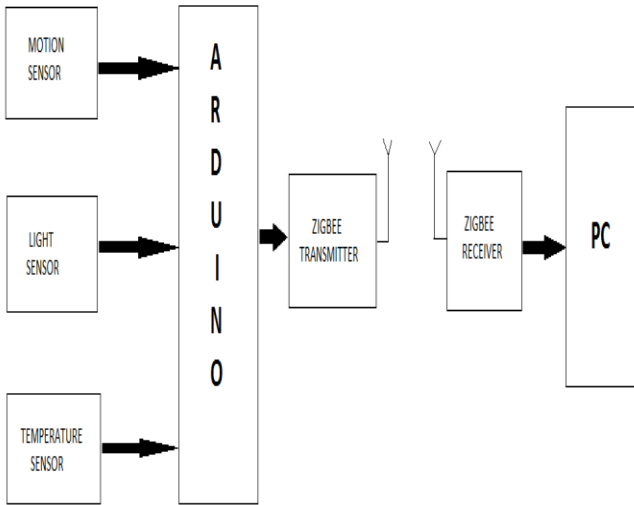 MOTION
SENSOR
LIGHT
SENSOR
TEMPERATURE
SENSOR
A
R
D
U
I
N
O
ZIGBEE
TRANSMITTER
ZIGBEE
RECEIVER
PC